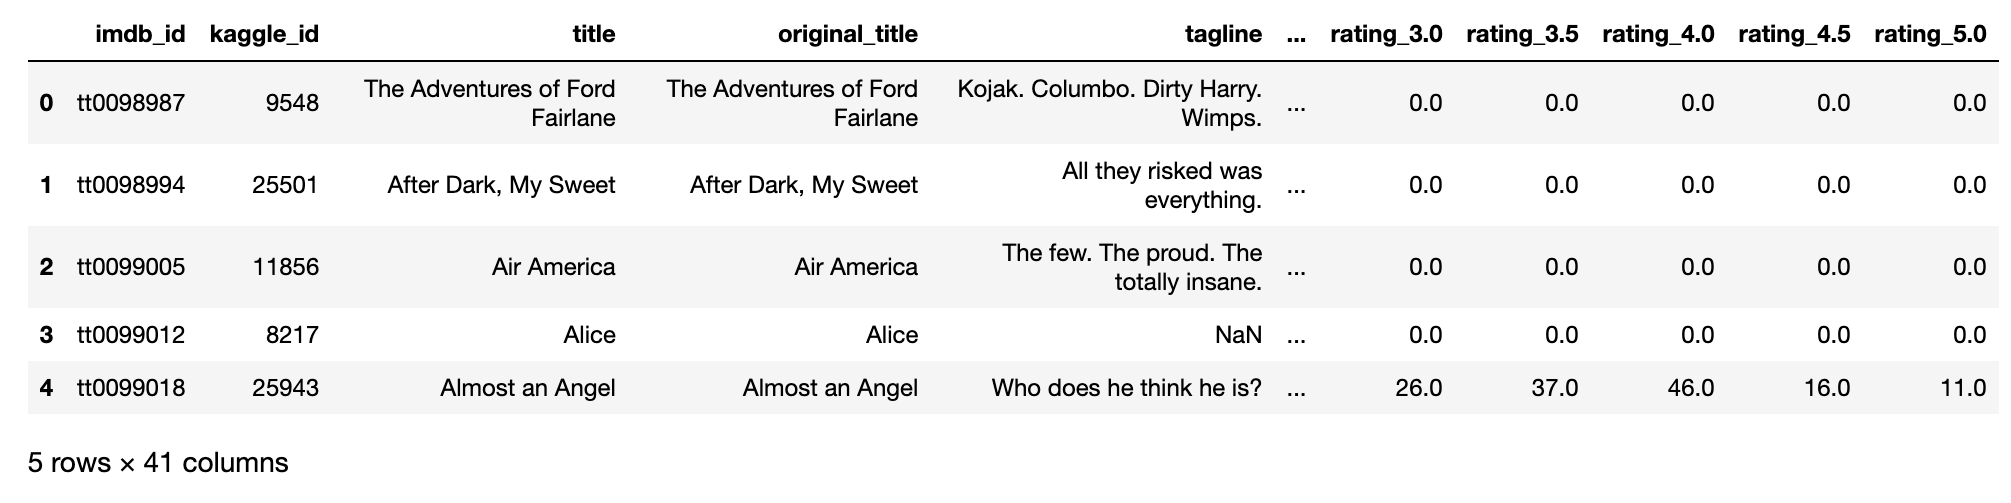 imdb_id kaggle_id title original_title tagline ... rating_3.0 rating_3.5 rating_4.0 rating_4.5 rating_5.0
0 tt0098987 9548 The Adventures of Ford Fairlane The Adventures of Ford Fairlane Kojak. Columbo. Dirty Harry. Wimps. ... 0.0 0.0 0.0 0.0 0.0
1 tt0098994 25501 After Dark, My Sweet After Dark, My Sweet All they risked was everything. ... 0.0 0.0 0.0 0.0 0.0
2 tt0099005 11856 Air America Air America The few. The proud. The totally insane. ... 0.0 0.0 0.0 0.0 0.0
3 tt0099012 8217 Alice Alice NaN ... 0.0 0.0 0.0 0.0 0.0
4 tt0099018 25943 Almost an Angel Almost an Angel Who does he think he is? ... 26.0 37.0 46.0 16.0 11.0
5 rows × 41 columns